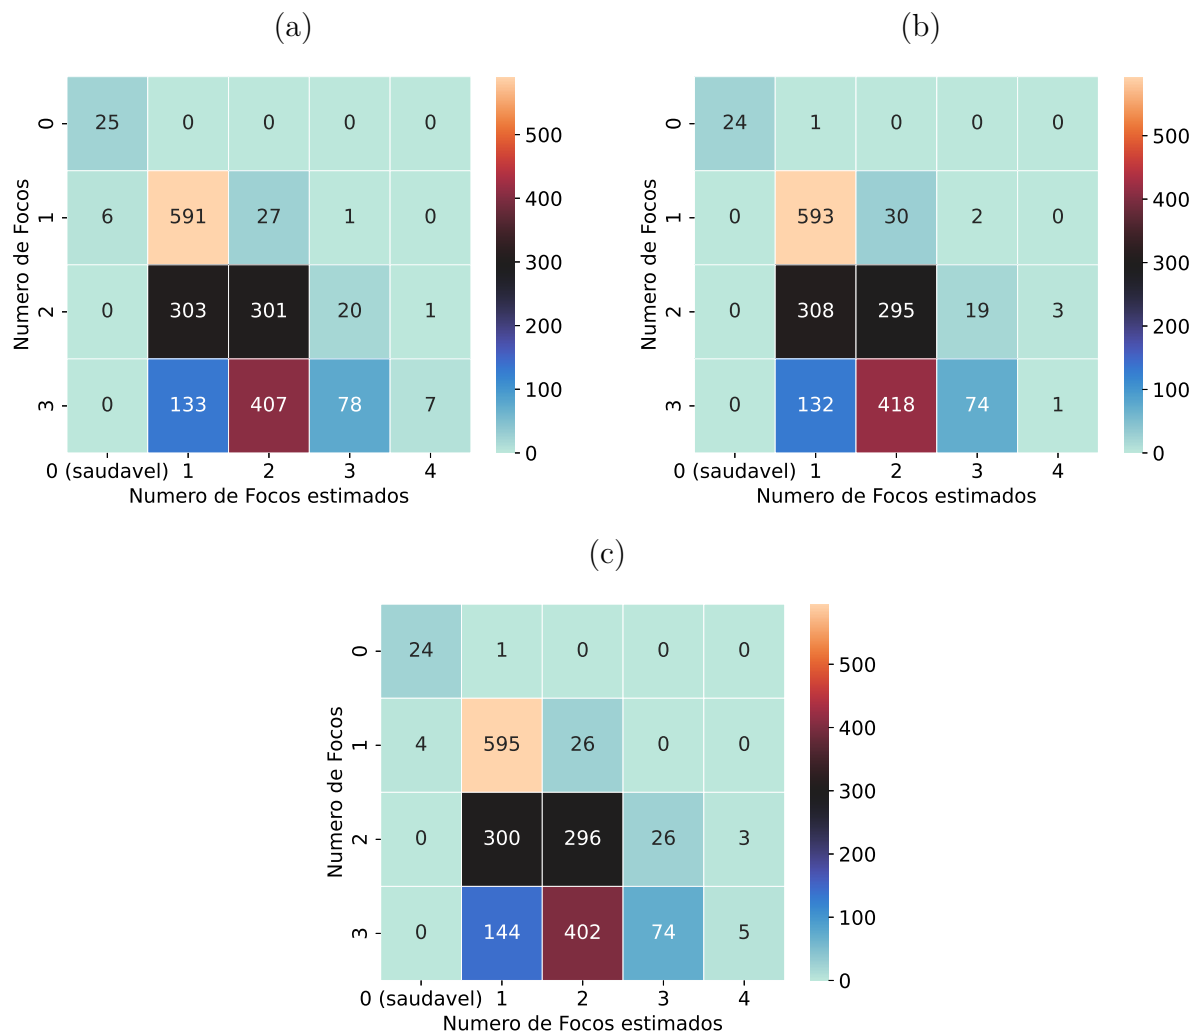 (a)
0 25 0 0 0 0
1 6 591 27 1 0
2 0 303 301 20 1
3 0 133 407 78 7
0 (saudavel) 1 2 3 4
Numero de Focos estimados
Numero de Focos
500
400
300
200
100
0
(b)
0 24 1 0 0 0
1 0 593 30 2 0
2 0 308 295 19 3
3 0 132 418 74 1
0 (saudavel) 1 2 3 4
Numero de Focos estimados
Numero de Focos
500
400
300
200
100
0
(c)
0 24 1 0 0 0
1 4 595 26 0 0
2 0 300 296 26 3
3 0 144 402 74 5
0 (saudavel) 1 2 3 4
Numero de Focos estimados
Numero de Focos
500
400
300
200
100
0